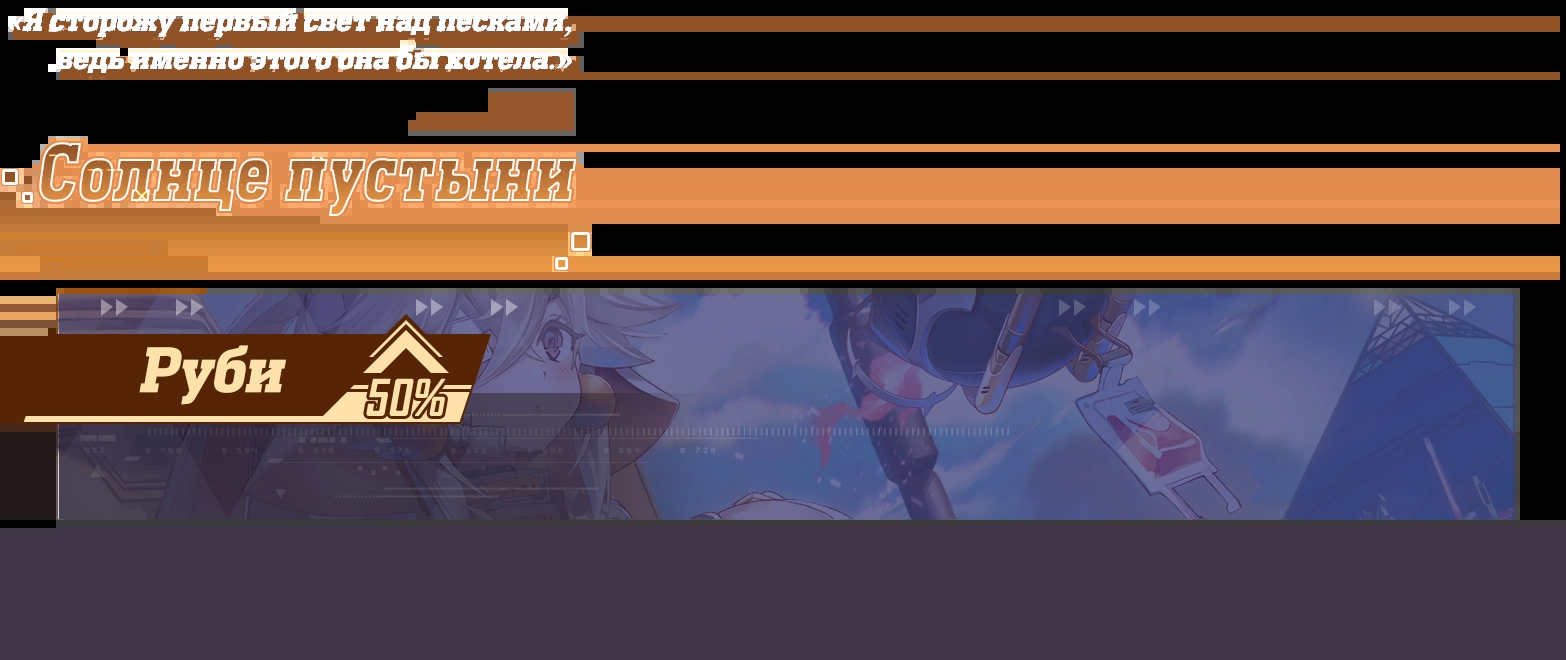 «Я сторожу первый свет над песками,
ведь именно этого она бы хотела.»
Солнце пустыни
Руби
50%